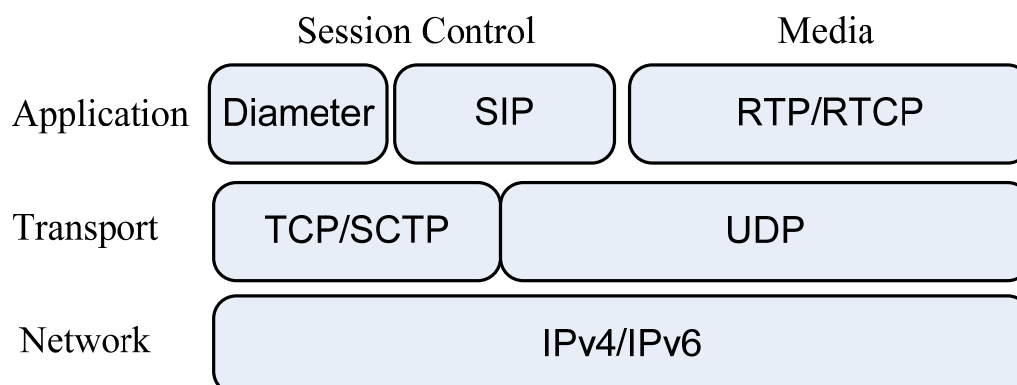 Session Control Media
Application Diameter SIP RTP/RTCP
Transport TCP/SCTP UDP
Network IPv4/IPv6